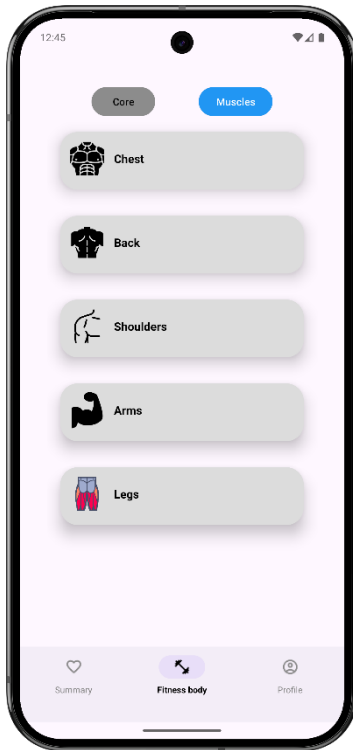 12:45
Core Muscles
Chest
Back
Shoulders
Arms
Legs
Summary Fitness body Profile